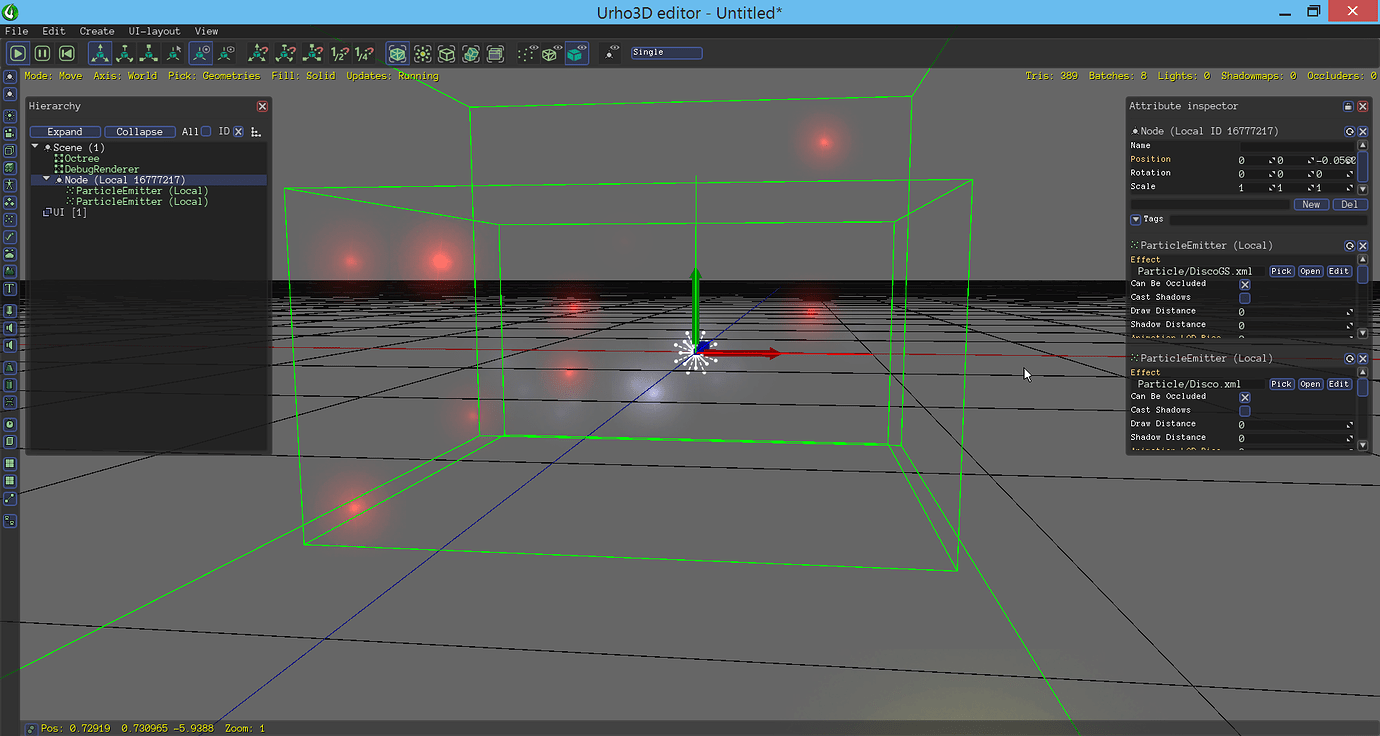 Urho3D editor - Untitled*
File Edit Create UI-layout View
Single
Mode: Move Axis: World Pick: Geometries Fill: Solid Updates: Running
Tris: 389 Batches: 8 Lights: 0 Shadowmaps: 0 Occluders: 0
Hierarchy
Expand Collapse All ID
Scene (1)
Octree
DebugRenderer
Node (Local 16777217)
ParticleEmitter (Local)
ParticleEmitter (Local)
UI [1]
Attribute inspector
Node (Local ID 16777217)
Name
Position 0 0
Rotation 0 0 0
Scale 1 1 1
New Del
Tags
ParticleEmitter (Local)
Effect
Particle/DiscoGS.xml Pick Open Edit
Can Be Occluded
Cast Shadows
Draw Distance 0
Shadow Distance 0
ParticleEmitter (Local)
Effect
Particle/Disco.xml Pick Open Edit
Can Be Occluded
Cast Shadows
Draw Distance 0
Shadow Distance 0
Pos: 0.72919 0.730965 -5.9388 Zoom: 1